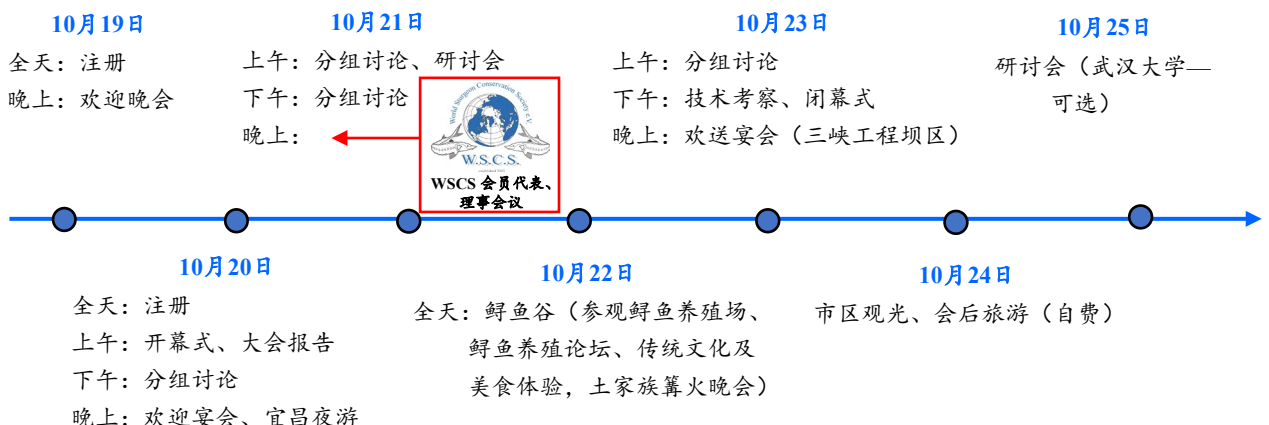 10月19日
全天：注册
晚上：欢迎晚会
10月21日
上午：分组讨论、研讨会
下午：分组讨论
晚上：
World Sturgeon Conservation Society e.V.
W.S.C.S.
WSCS 会员代表、
理事会议
10月23日
上午：分组讨论
下午：技术考察、闭幕式
晚上：欢送宴会（三峡工程坝区）
10月25日
研讨会（武汉大学—
可选）
10月20日
全天：注册
上午：开幕式、大会报告
下午：分组讨论
晚上：欢迎宴会、宜昌夜游
10月22日
全天：鲟鱼谷（参观鲟鱼养殖场、
鲟鱼养殖论坛、传统文化及
美食体验，土家族篝火晚会）
10月24日
市区观光、会后旅游（自费）